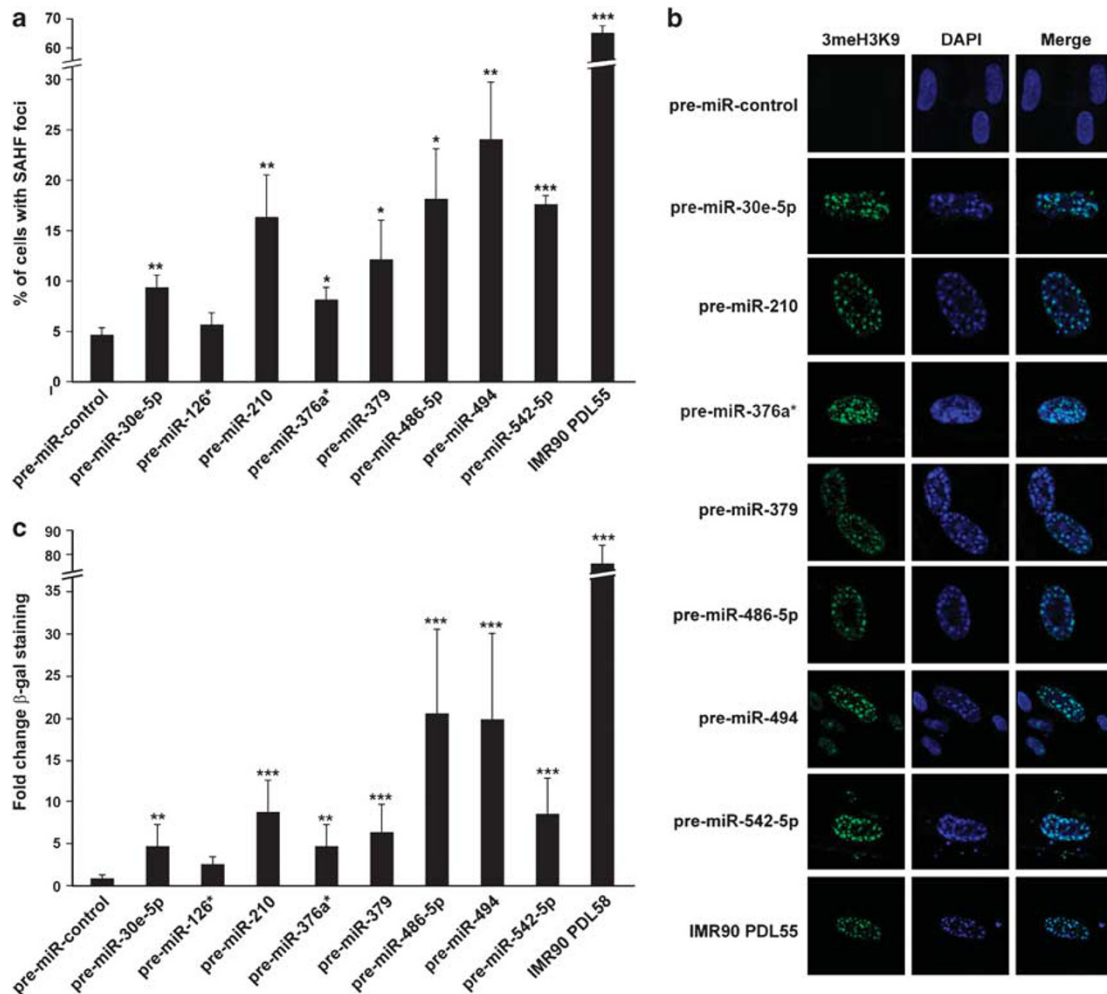 a
% of cells with SAHF foci
70
60
30
25
20
15
10
5
0
***
**
**
*
*
*
**
***
pre-miR-control
pre-miR-30e-5p
pre-miR-126*
pre-miR-210
pre-miR-376a*
pre-miR-379
pre-miR-486-5p
pre-miR-494
pre-miR-542-5p
IMR90 PDL55
b
3meH3K9 DAPI Merge
pre-miR-control
pre-miR-30e-5p
pre-miR-210
pre-miR-376a*
pre-miR-379
pre-miR-486-5p
pre-miR-494
pre-miR-542-5p
IMR90 PDL55
c
Fold change β-gal staining
90
80
35
30
25
20
15
10
5
0
**
***
**
***
***
***
***
***
pre-miR-control
pre-miR-30e-5p
pre-miR-126*
pre-miR-210
pre-miR-376a*
pre-miR-379
pre-miR-486-5p
pre-miR-494
pre-miR-542-5p
IMR90 PDL58